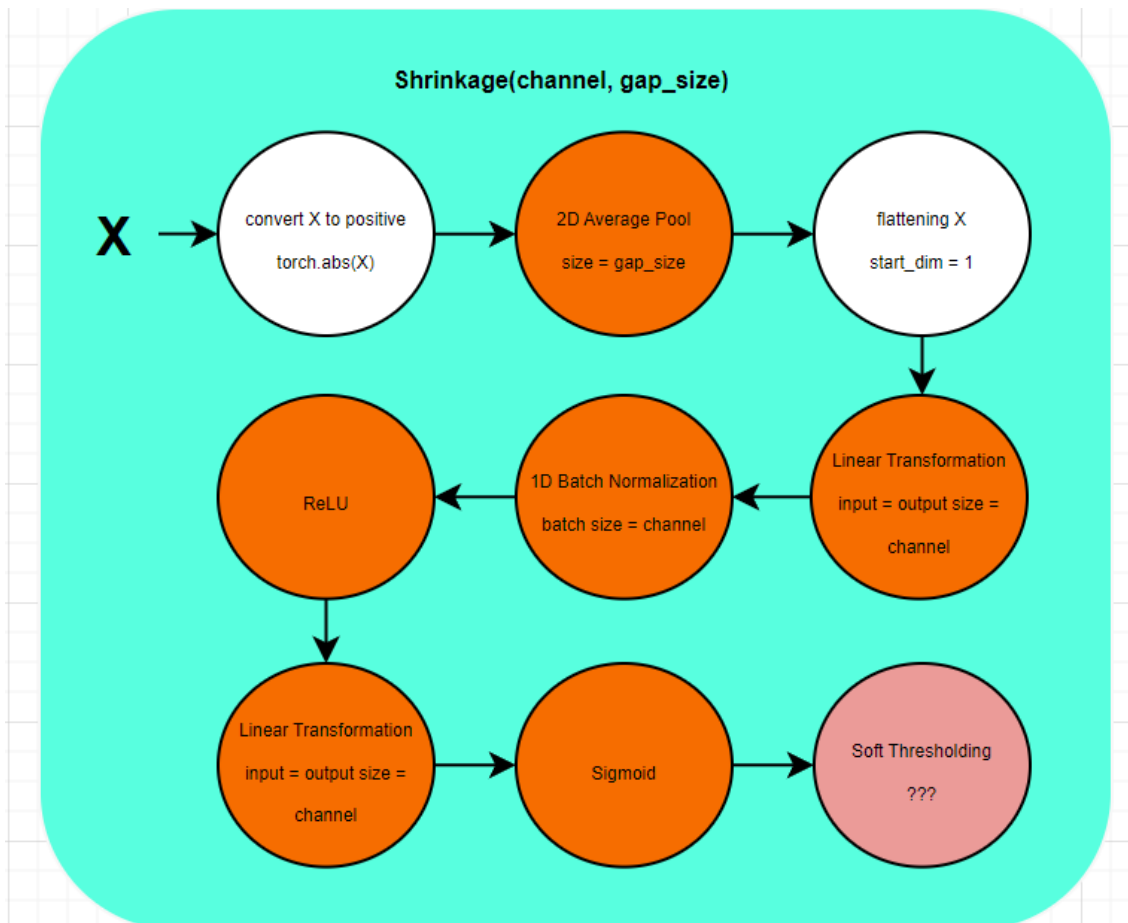 Shrinkage(channel, gap_size)
X
convert X to positive
torch.abs(X)
2D Average Pool
size = gap_size
flattening X
start_dim = 1
Linear Transformation
input = output size =
channel
1D Batch Normalization
batch size = channel
ReLU
Linear Transformation
input = output size =
channel
Sigmoid
Soft Thresholding
???